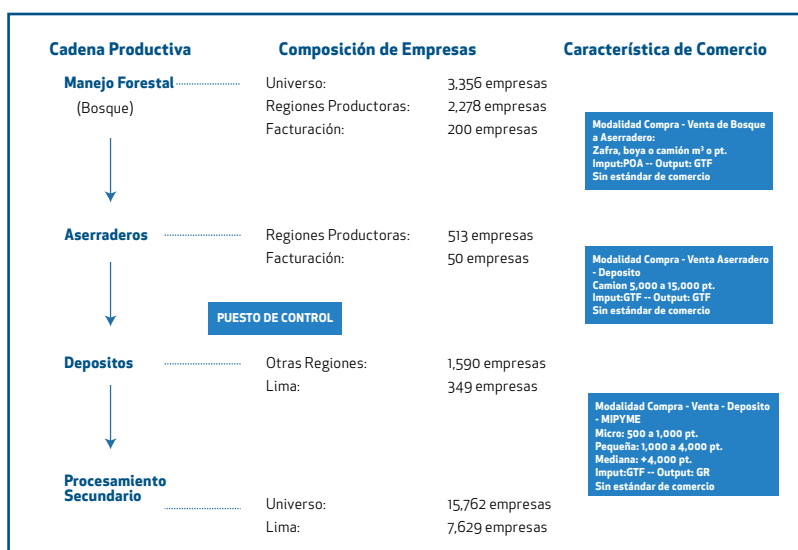 Cadena Productiva
Composición de Empresas
Característica de Comercio
Manejo Forestal
(Bosque)
Universo: 3,356 empresas
Regiones Productoras: 2,278 empresas
Facturación: 200 empresas
Modalidad Compra - Venta de Bosque
a Aserradero:
Zafra, boya o camión m³ o pt.
Imput:POA -- Output: GTF
Sin estándar de comercio
Aserraderos
Regiones Productoras: 513 empresas
Facturación: 50 empresas
Modalidad Compra - Venta Aserradero
- Deposito
Camion 5,000 a 15,000 pt.
Imput:GTF -- Output: GTF
Sin estándar de comercio
PUESTO DE CONTROL
Depositos
Otras Regiones: 1,590 empresas
Lima: 349 empresas
Modalidad Compra - Venta - Deposito
- MIPYME
Micro: 500 a 1,000 pt.
Pequeña: 1,000 a 4,000 pt.
Mediana: +4,000 pt.
Imput:GTF -- Output: GR
Sin estándar de comercio
Procesamiento
Secundario
Universo: 15,762 empresas
Lima: 7,629 empresas